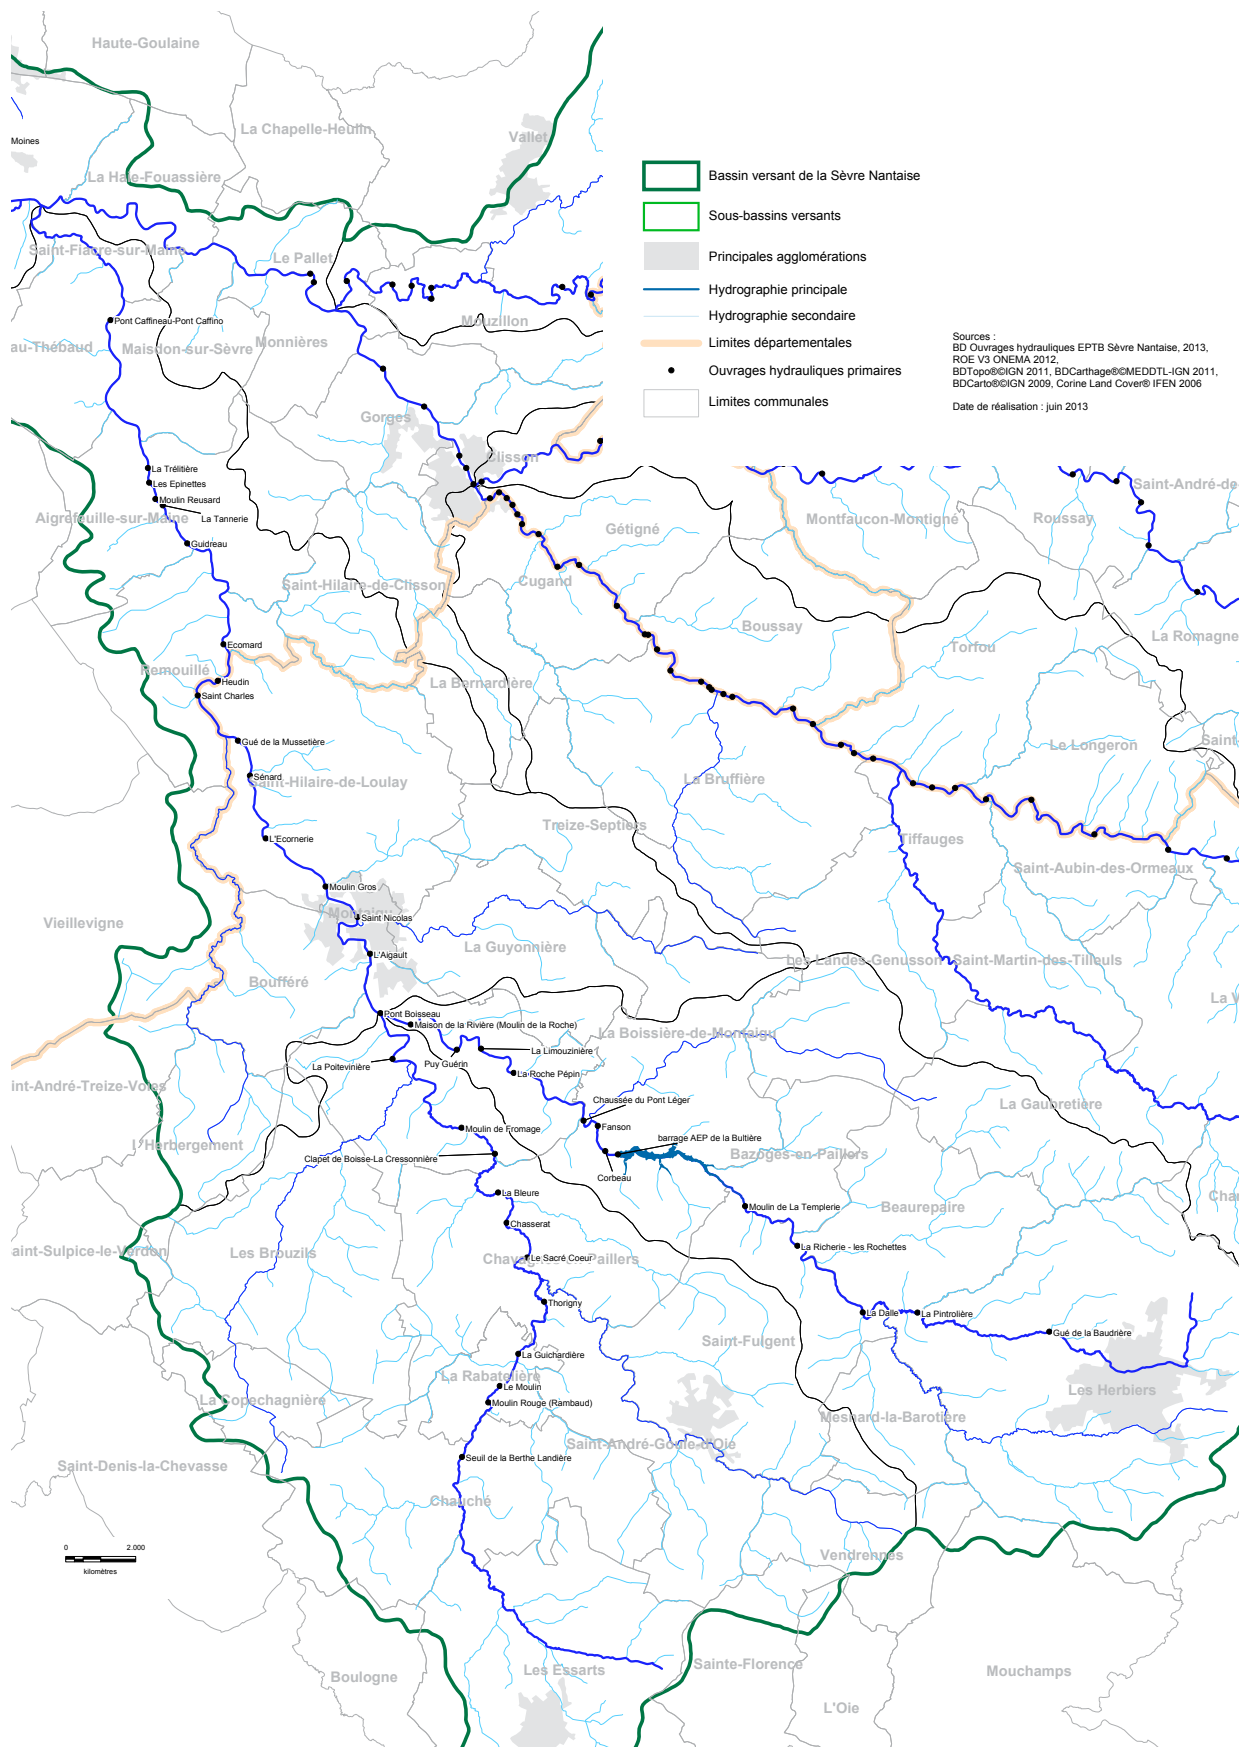 Haute-Goulaine
La Chapelle-Heulin
Vallet
Moines
La Haie-Fouassière
Saint-Fiacre-sur-Maine
Le Pallet
Mouzillon
Pont Caffineau-Pont Caffino
au-Thébaud
Maisdon-sur-Sèvre
Monnières
Gorges
Clisson
Bassin versant de la Sèvre Nantaise
Sous-bassins versants
Principales agglomérations
Hydrographie principale
Hydrographie secondaire
Limites départementales
Ouvrages hydrauliques primaires
Limites communales
Sources :
BD Ouvrages hydrauliques EPTB Sèvre Nantaise, 2013,
ROE V3 ONEMA 2012,
BDTopo®©IGN 2011, BDCarthage®©MEDDTL-IGN 2011,
BDCarto®©IGN 2009, Corine Land Cover® IFEN 2006
Date de réalisation : juin 2013
La Trélitière
Les Epinettes
Moulin Reusard
La Tannerie
Aigrefeuille-sur-Maine
Guidreau
Saint-André-de-
Montfaucon-Montigné
Roussay
Gétigné
Cugand
Saint-Hilaire-de-Clisson
Boussay
La Romagne
Torfou
Ecomard
Remouillé
Heudin
Saint Charles
La Bernardière
Gué de la Mussetière
Le Longeron
Saint-
Sénard
Saint-Hilaire-de-Loulay
La Bruffière
Treize-Septiers
L'Ecornerie
Tiffauges
Saint-Aubin-des-Ormeaux
Moulin Gros
Montaigu
Saint Nicolas
Vieillevigne
La Guyonnière
L'Aigault
Les Landes-Genusson
Saint-Martin-des-Tilleuls
Boufféré
La V
Pont Boisseau
Maison de la Rivière (Moulin de la Roche)
La Boissière-de-Montaigu
La Limouzinière
La Poitevinière
Puy Guérin
La Roche Pépin
int-André-Treize-Voies
Chaussée du Pont Léger
La Gaubretière
Moulin de Fromage
Fanson
L'Herbergement
barrage AEP de la Bultière
Clapet de Boisse-La Cressonnière
Bazoges-en-Paillers
Corbeau
La Bleure
Char
Moulin de La Templerie
Beaurepaire
Chasserat
aint-Sulpice-le-Verdon
Les Brouzils
La Richerie - les Rochettes
Chavagnes-en-Paillers
Le Sacré Coeur
Thorigny
La Dalle
La Pintrolière
Saint-Fulgent
Gué de la Baudrière
La Guichardière
La Rabatelière
Le Moulin
Les Herbiers
La Copechagnière
Moulin Rouge (Rambaud)
Mesnard-la-Barotière
Saint-André-Goule-d'Oie
Seuil de la Berthe Landière
Saint-Denis-la-Chevasse
Chauché
0 2.000
kilomètres
Vendrennes
Boulogne
Les Essarts
Sainte-Florence
Mouchamps
L'Oie